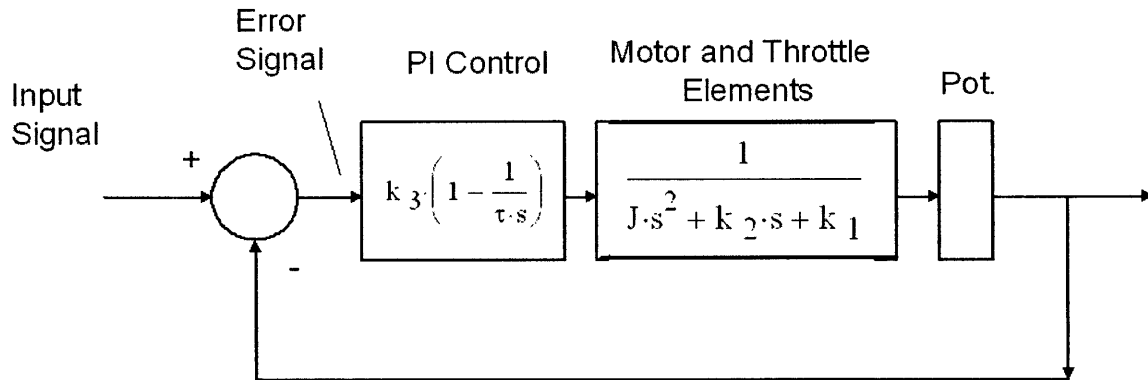 Error
Signal
PI Control
Motor and Throttle
Elements
Pot.
Input
Signal
+
-
k 3·(1 − 1/τ·s)
1
J·s² + k 2·s + k 1